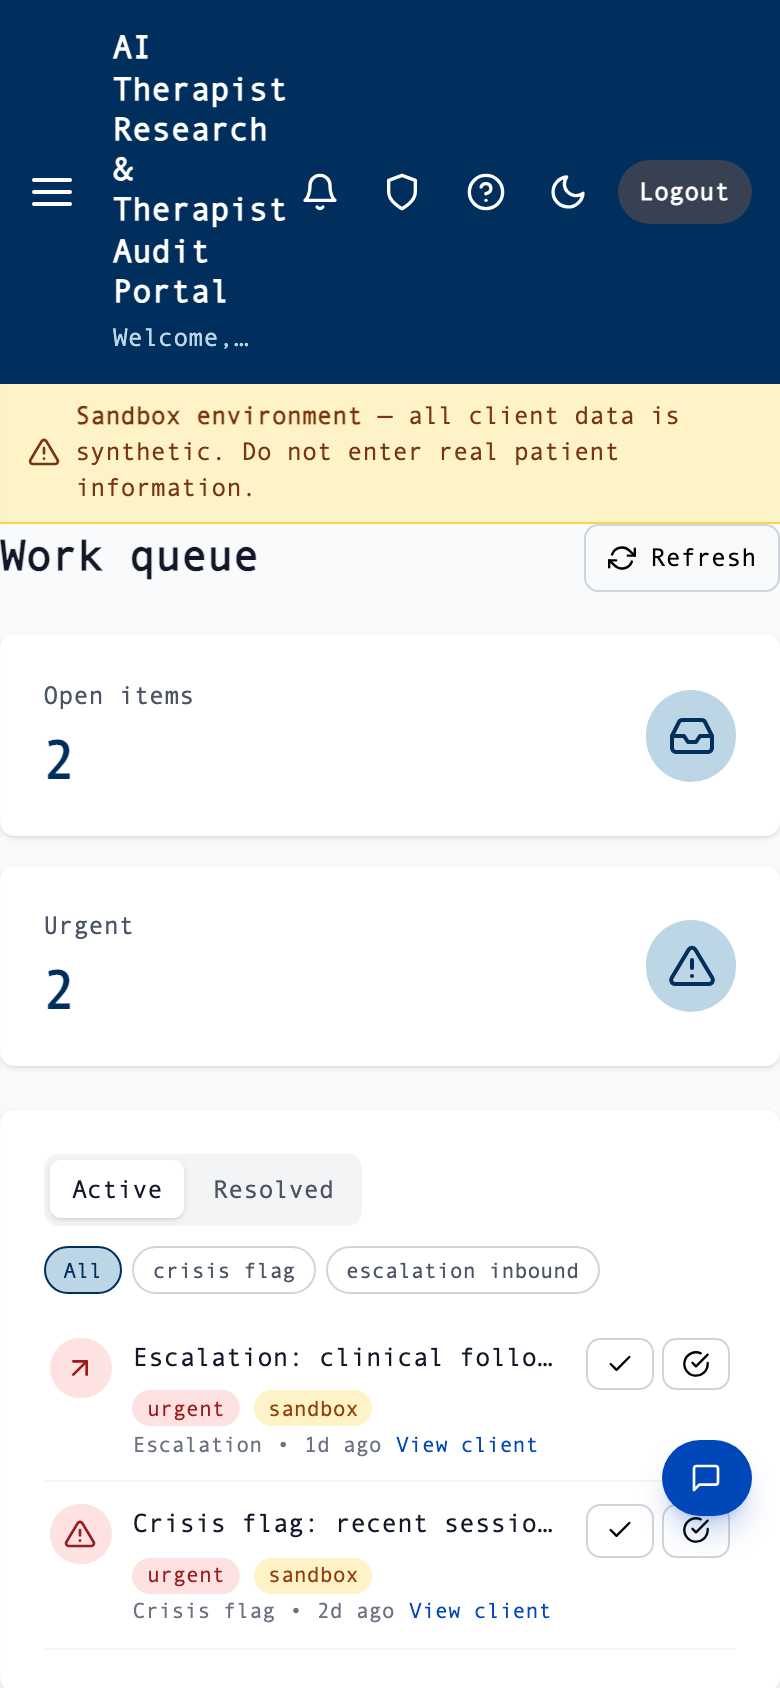 AI
Therapist
Research
&
Therapist
Audit
Portal
Welcome,…
Logout
Sandbox environment — all client data is
synthetic. Do not enter real patient
information.
Work queue
Refresh
Open items
2
Urgent
2
Active
Resolved
All
crisis flag
escalation inbound
Escalation: clinical follo…
urgent
sandbox
Escalation • 1d ago View client
Crisis flag: recent sessio…
urgent
sandbox
Crisis flag • 2d ago View client